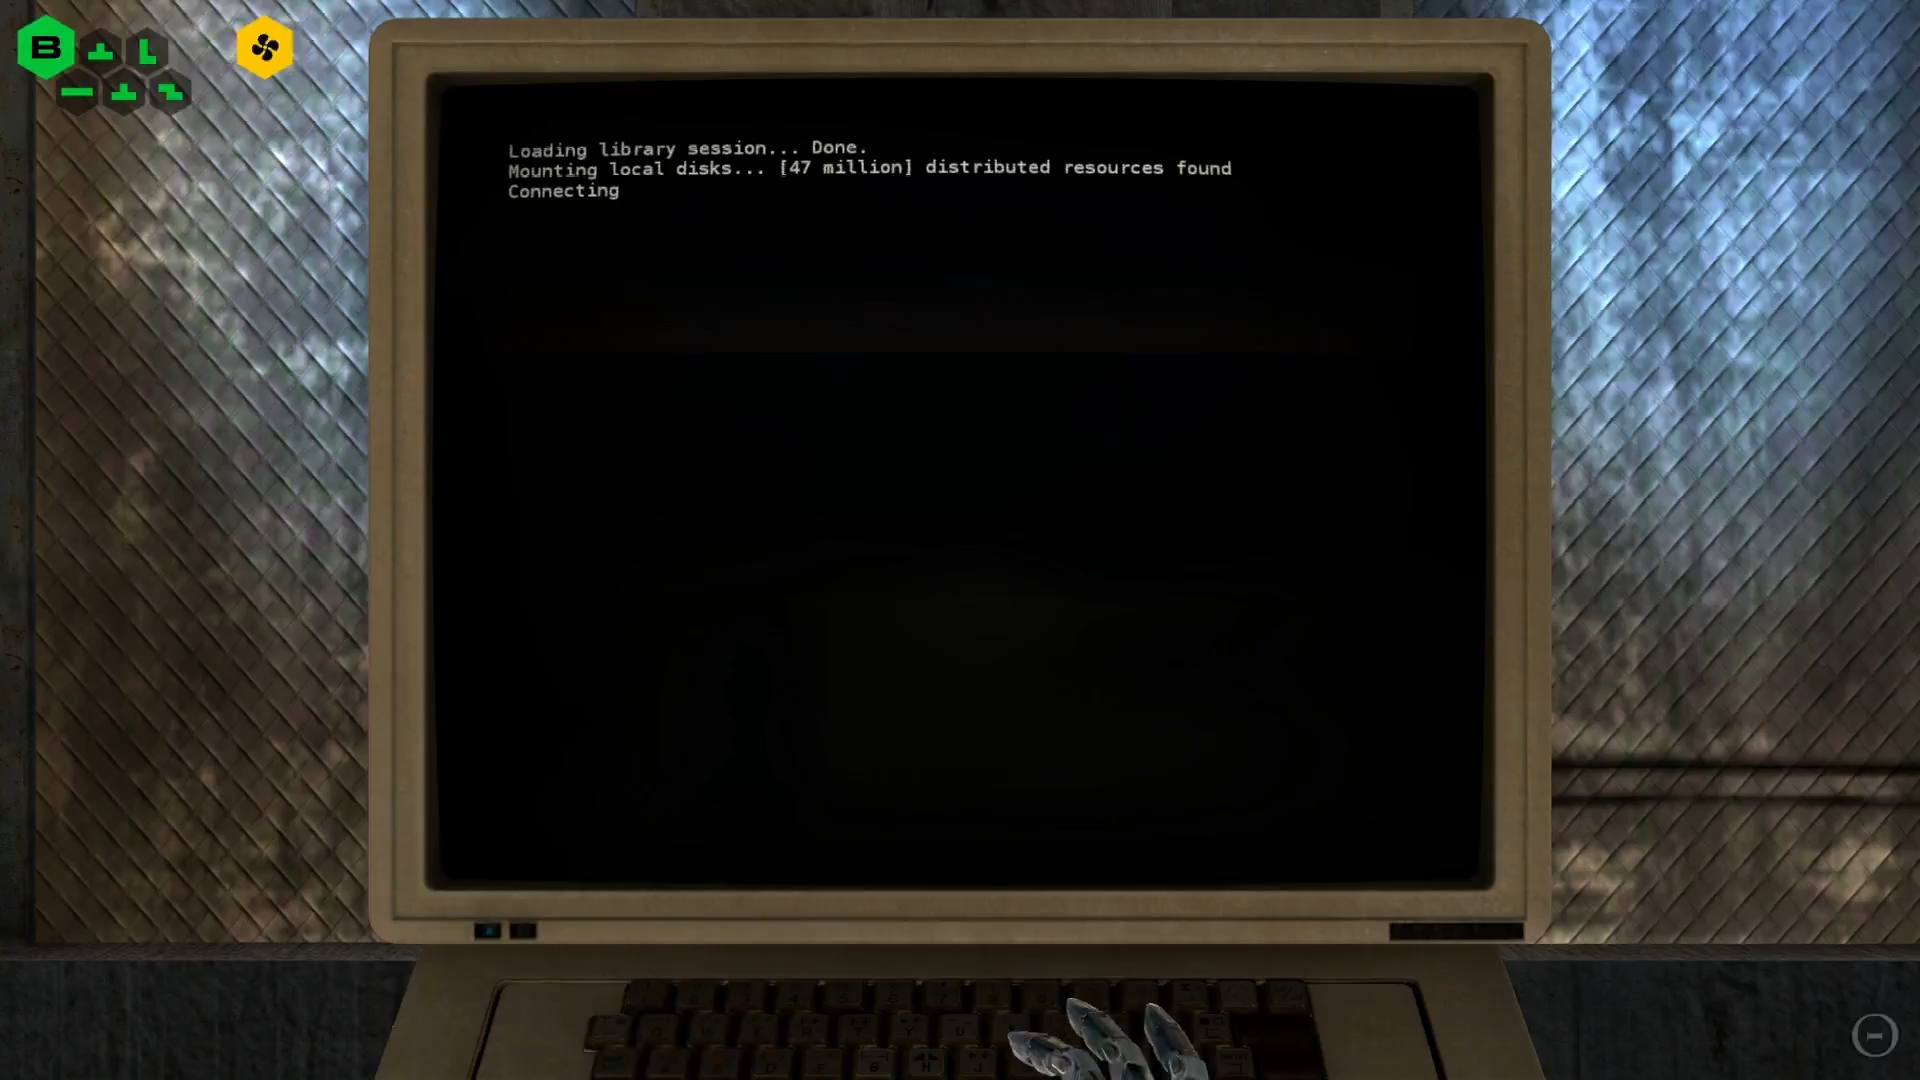 B
Loading library session... Done.
Mounting local disks... [47 million] distributed resources found
Connecting